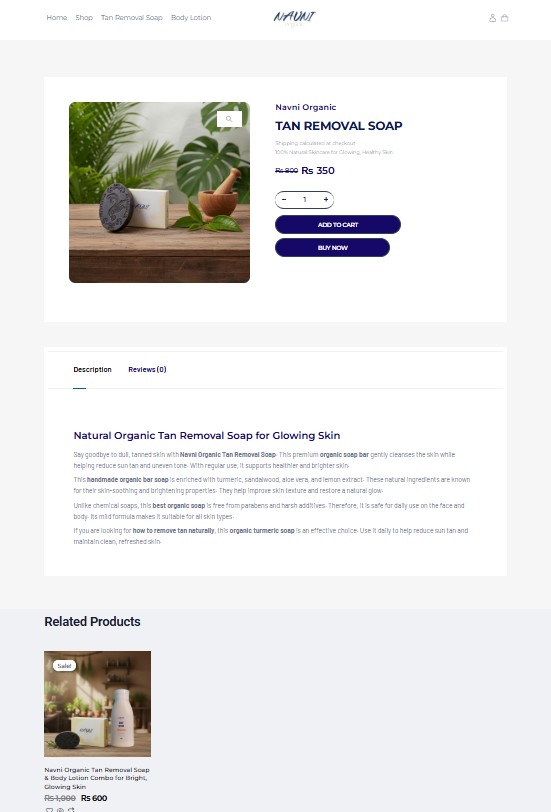 Home Shop Tan Removal Soap Body Lotion
NAVNI
Navni Organic
TAN REMOVAL SOAP
Shipping calculated at checkout
100% Natural Skincare for Glowing, Healthy Skin
Rs 800 Rs 350
− 1 +
ADD TO CART
BUY NOW
Description Reviews (0)
Natural Organic Tan Removal Soap for Glowing Skin
Say goodbye to dull, tanned skin with Navni Organic Tan Removal Soap. This premium organic soap bar gently cleanses the skin while
helping reduce sun tan and uneven tone. With regular use, it supports healthier and brighter skin.
This handmade organic bar soap is enriched with turmeric, sandalwood, aloe vera, and lemon extract. These natural ingredients are known
for their skin-soothing and brightening properties. They help improve skin texture and restore a natural glow.
Unlike chemical soaps, this best organic soap is free from parabens and harsh additives. Therefore, it is safe for daily use on the face and
body. Its mild formula makes it suitable for all skin types.
If you are looking for how to remove tan naturally, this organic turmeric soap is an effective choice. Use it daily to help reduce sun tan and
maintain clean, refreshed skin.
Related Products
Sale!
Navni Organic Tan Removal Soap
& Body Lotion Combo for Bright,
Glowing Skin
Rs 1,000 Rs 600